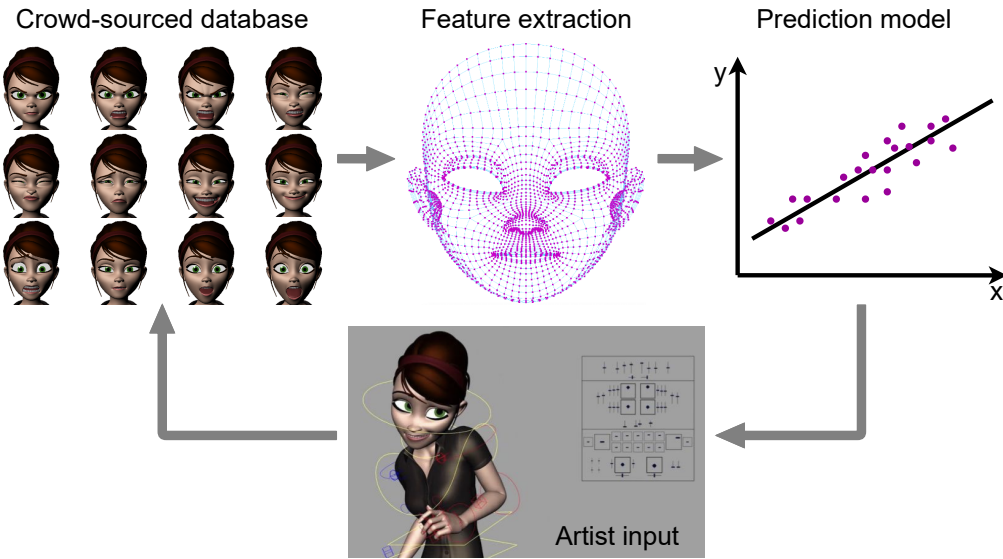 Crowd-sourced database
Feature extraction
Prediction model
y
x
Artist input